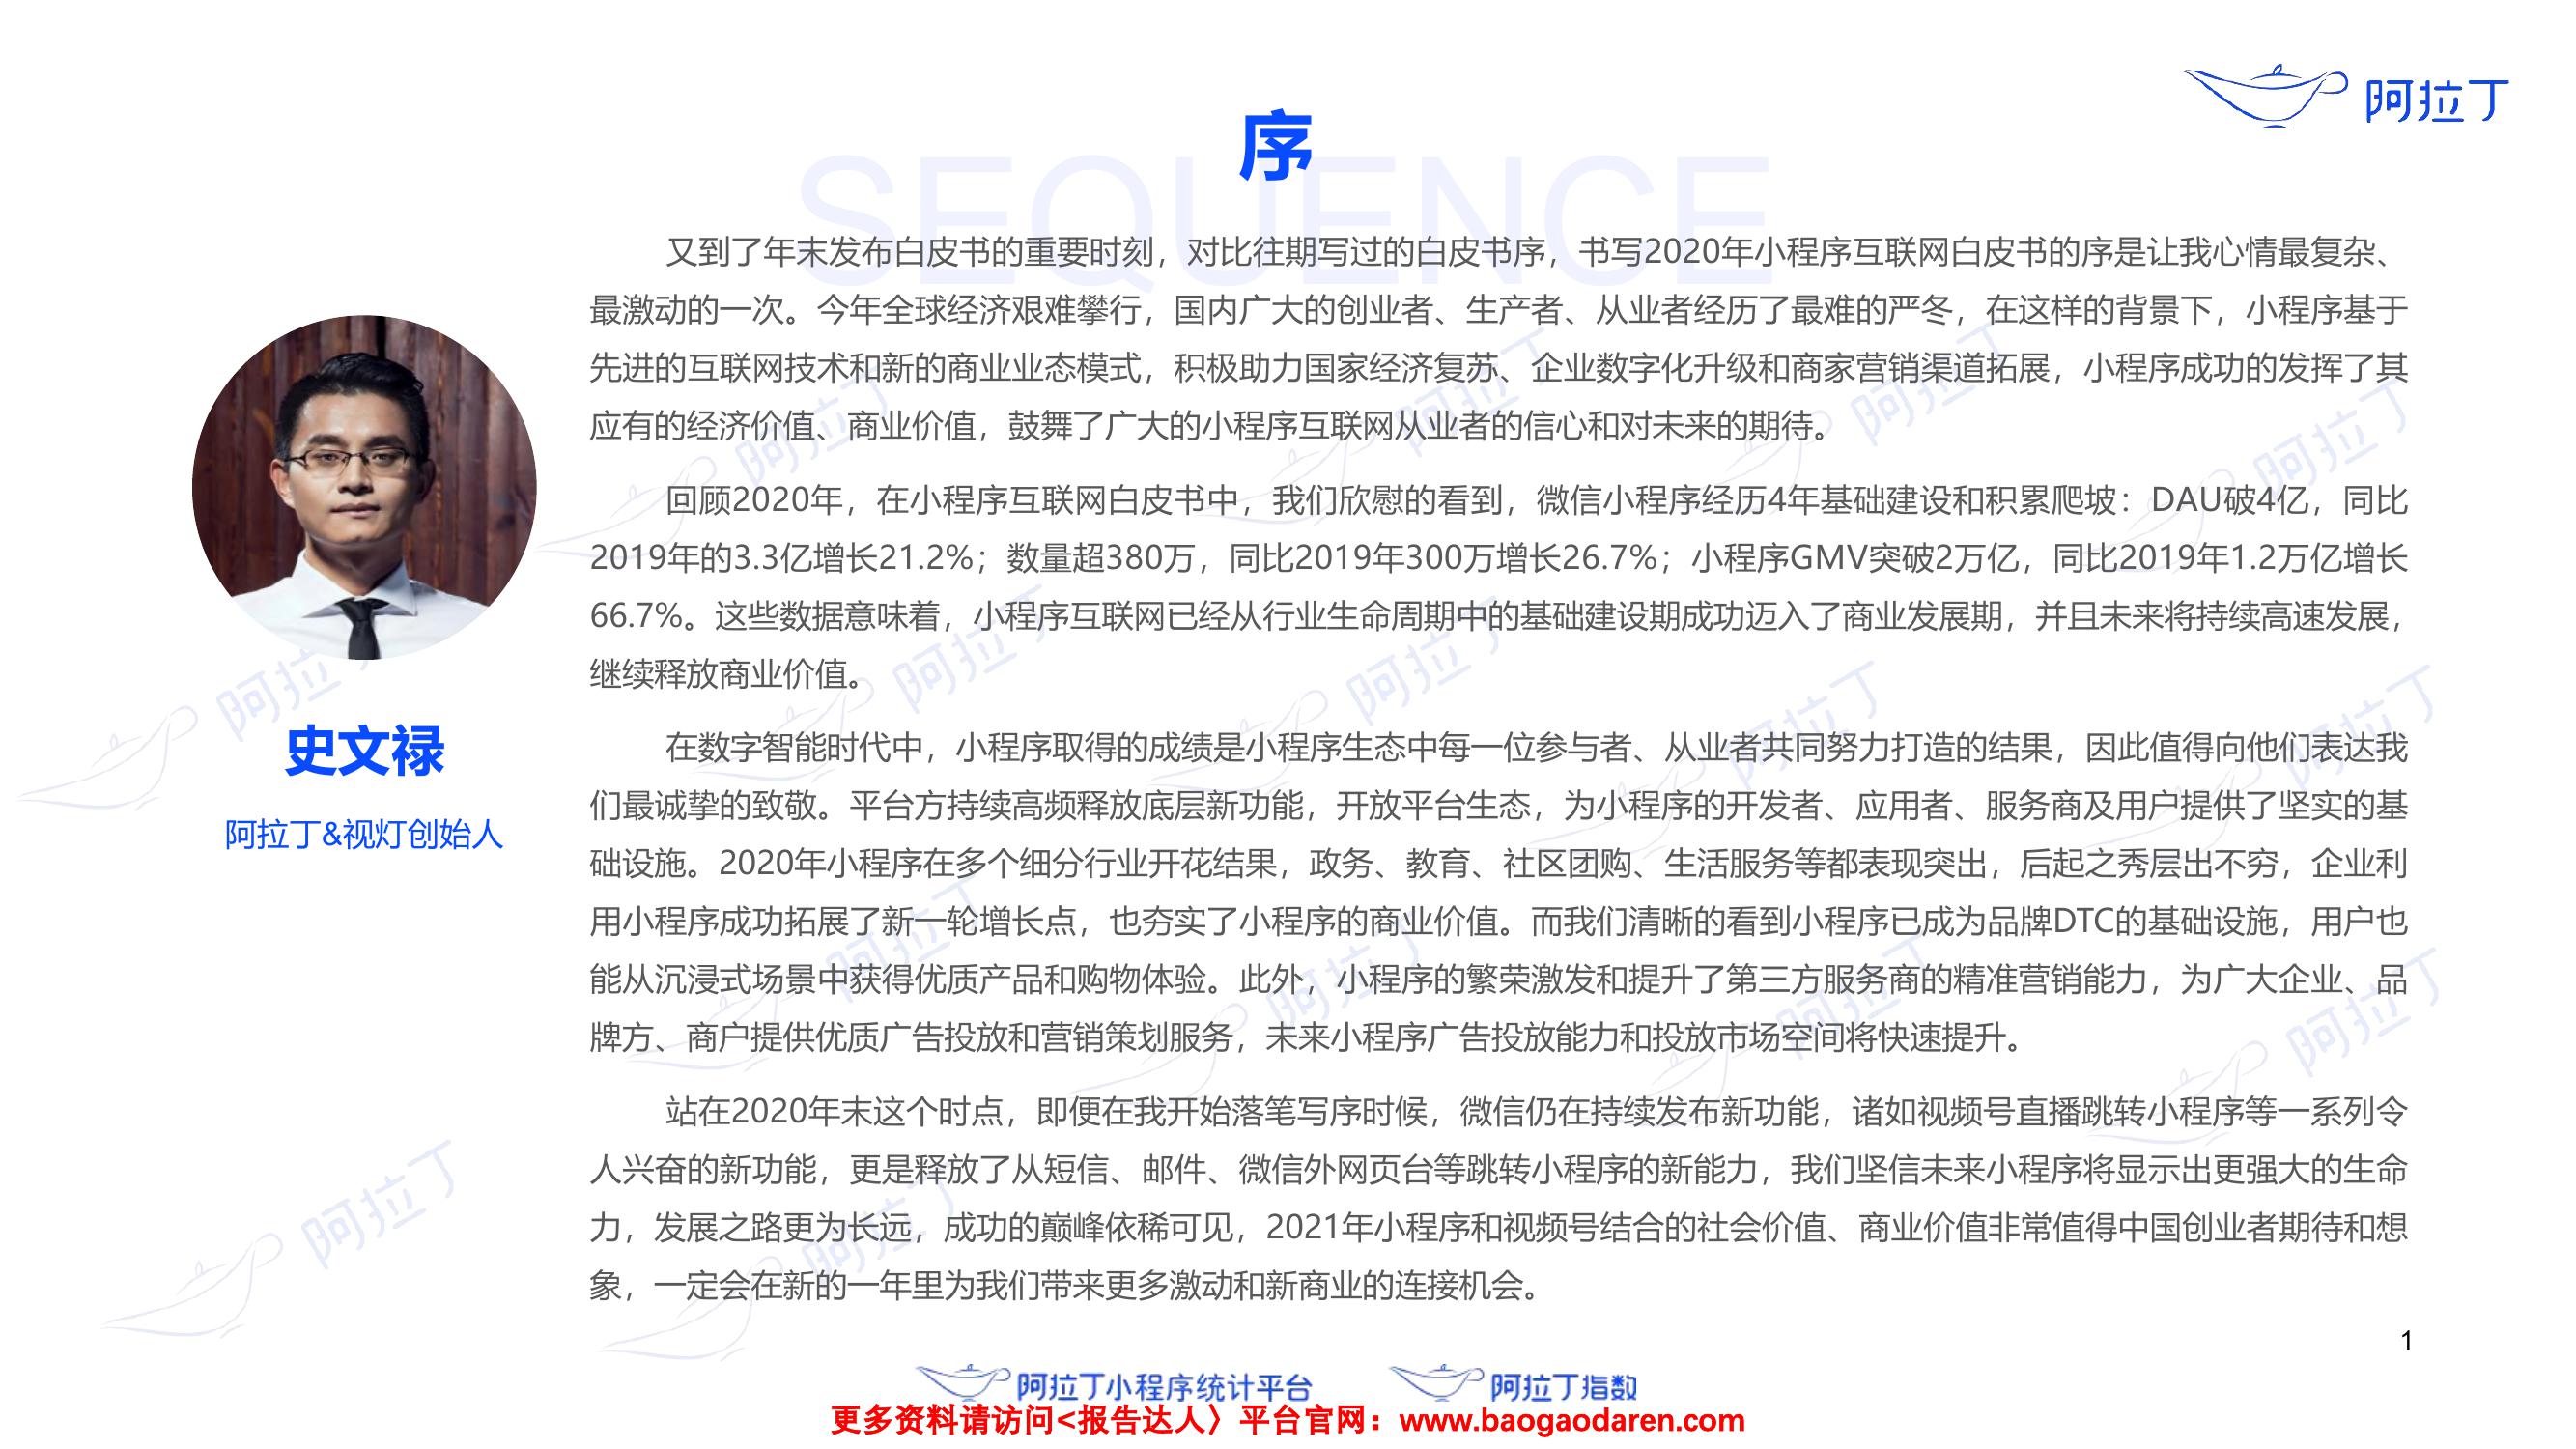 阿拉丁
序
SEQUENCE
又到了年末发布白皮书的重要时刻，对比往期写过的白皮书序，书写2020年小程序互联网白皮书的序是让我心情最复杂、
最激动的一次。今年全球经济艰难攀行，国内广大的创业者、生产者、从业者经历了最难的严冬，在这样的背景下，小程序基于
先进的互联网技术和新的商业业态模式，积极助力国家经济复苏、企业数字化升级和商家营销渠道拓展，小程序成功的发挥了其
应有的经济价值、商业价值，鼓舞了广大的小程序互联网从业者的信心和对未来的期待。
回顾2020年，在小程序互联网白皮书中，我们欣慰的看到，微信小程序经历4年基础建设和积累爬坡：DAU破4亿，同比
2019年的3.3亿增长21.2%；数量超380万，同比2019年300万增长26.7%；小程序GMV突破2万亿，同比2019年1.2万亿增长
66.7%。这些数据意味着，小程序互联网已经从行业生命周期中的基础建设期成功迈入了商业发展期，并且未来将持续高速发展，
继续释放商业价值。
在数字智能时代中，小程序取得的成绩是小程序生态中每一位参与者、从业者共同努力打造的结果，因此值得向他们表达我
们最诚挚的致敬。平台方持续高频释放底层新功能，开放平台生态，为小程序的开发者、应用者、服务商及用户提供了坚实的基
础设施。2020年小程序在多个细分行业开花结果，政务、教育、社区团购、生活服务等都表现突出，后起之秀层出不穷，企业利
用小程序成功拓展了新一轮增长点，也夯实了小程序的商业价值。而我们清晰的看到小程序已成为品牌DTC的基础设施，用户也
能从沉浸式场景中获得优质产品和购物体验。此外，小程序的繁荣激发和提升了第三方服务商的精准营销能力，为广大企业、品
牌方、商户提供优质广告投放和营销策划服务，未来小程序广告投放能力和投放市场空间将快速提升。
站在2020年末这个时点，即便在我开始落笔写序时候，微信仍在持续发布新功能，诸如视频号直播跳转小程序等一系列令
人兴奋的新功能，更是释放了从短信、邮件、微信外网页台等跳转小程序的新能力，我们坚信未来小程序将显示出更强大的生命
力，发展之路更为长远，成功的巅峰依稀可见，2021年小程序和视频号结合的社会价值、商业价值非常值得中国创业者期待和想
象，一定会在新的一年里为我们带来更多激动和新商业的连接机会。
史文禄
阿拉丁&视灯创始人
1
阿拉丁小程序统计平台
阿拉丁指数
更多资料请访问<报告达人〉平台官网：www.baogaodaren.com